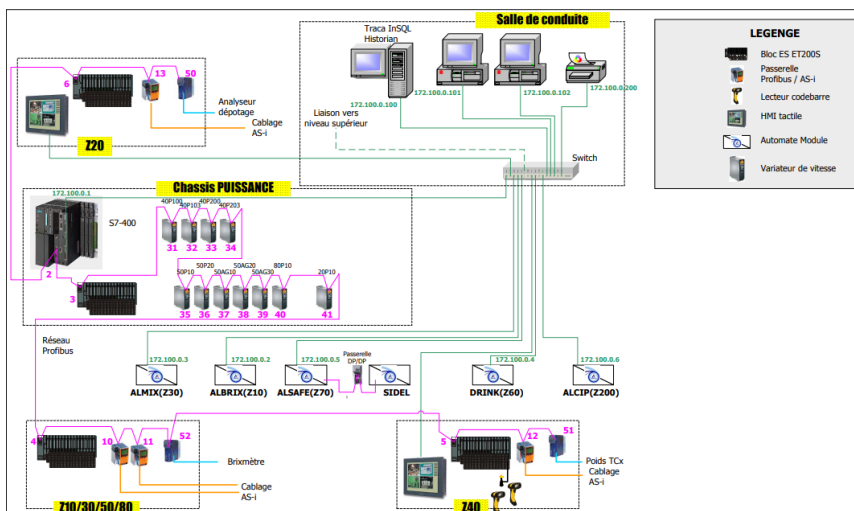 Salle de conduite
Traca InSQL
Historian
172.100.0.100
172.100.0.101
172.100.0.102
172.100.0.200
Liaison vers
niveau supérieur
Switch
LEGENGE
Bloc ES ET200S
Passerelle
Profibus / AS-i
Lecteur codebarre
HMI tactile
Automate Module
Variateur de vitesse
6
13
50
Analyseur
dépotage
Cablage
AS-i
Z20
Chassis PUISSANCE
172.100.0.1
S7-400
2
3
40P100
40P103
40P200
40P203
31
32
33
34
50P10
50P20
50AG10
50AG20
50AG30
80P10
20P10
35
36
37
38
39
40
41
Réseau
Profibus
172.100.0.3
ALMIX(Z30)
172.100.0.2
ALBRIX(Z10)
172.100.0.5
ALSAFE(Z70)
Passerelle
DP/DP
SIDEL
172.100.0.4
DRINK(Z60)
172.100.0.6
ALCIP(Z200)
4
10
11
52
Brixmètre
Cablage
AS-i
Z10/30/50/80
5
12
51
Poids TCx
Cablage
AS-i
Z40